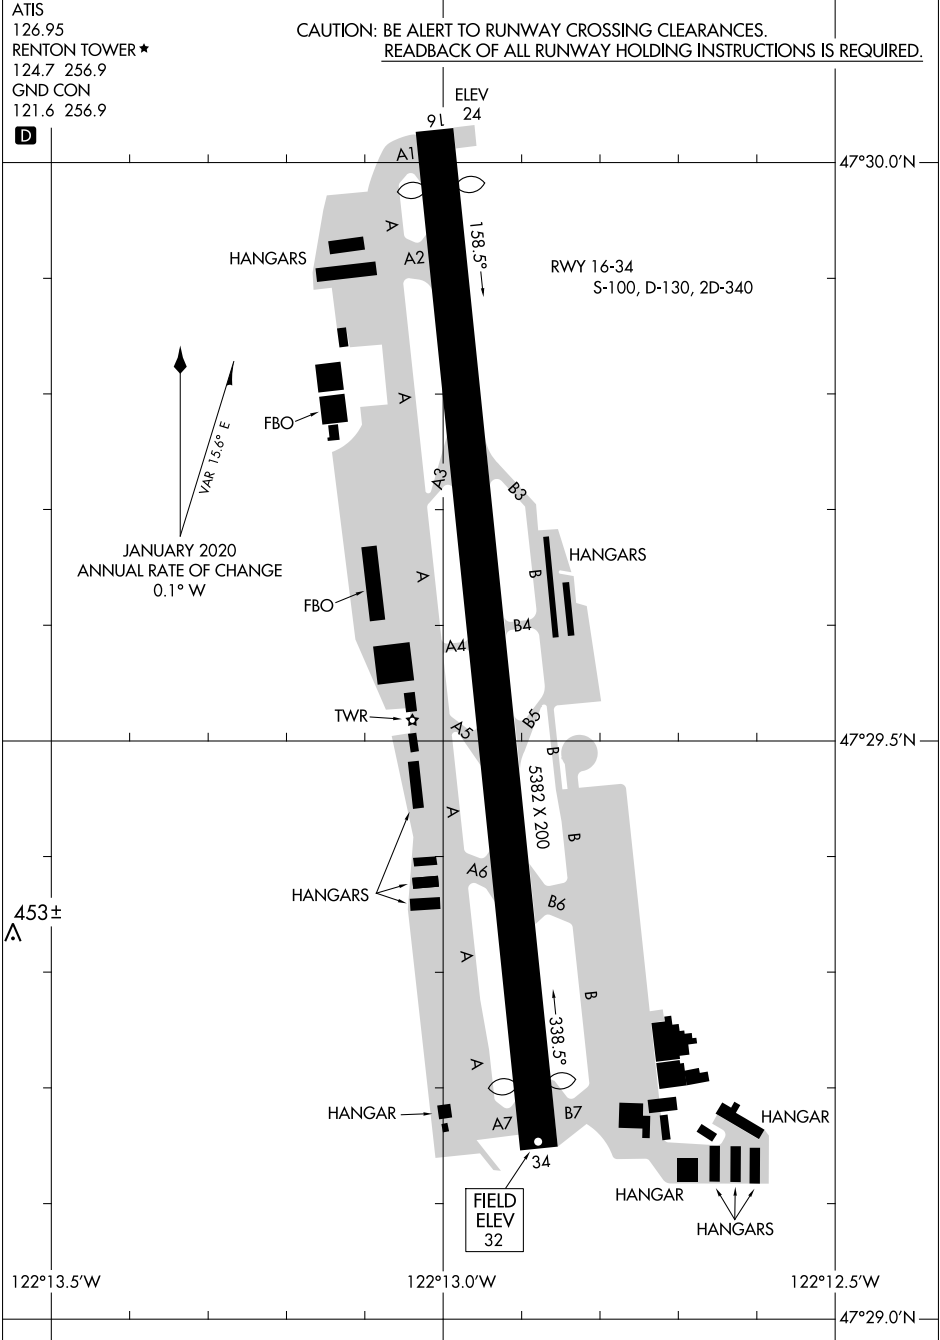 ATIS
126.95
RENTON TOWER★
124.7 256.9
GND CON
121.6 256.9
D
CAUTION: BE ALERT TO RUNWAY CROSSING CLEARANCES.
READBACK OF ALL RUNWAY HOLDING INSTRUCTIONS IS REQUIRED.
ELEV
24
16
A1
47°30.0'N
A
158.5°
HANGARS
A2
RWY 16-34
S-100, D-130, 2D-340
A
FBO
VAR 15.6° E
A3
B3
JANUARY 2020
ANNUAL RATE OF CHANGE
0.1° W
HANGARS
A
B
FBO
B4
A4
TWR
A5
B5
47°29.5'N
B
5382 X 200
A
B
A6
HANGARS
B6
453±
A
B
338.5°
A
HANGAR
A7
B7
HANGAR
34
FIELD
ELEV
32
HANGAR
HANGARS
122°13.5'W
122°13.0'W
122°12.5'W
47°29.0'N